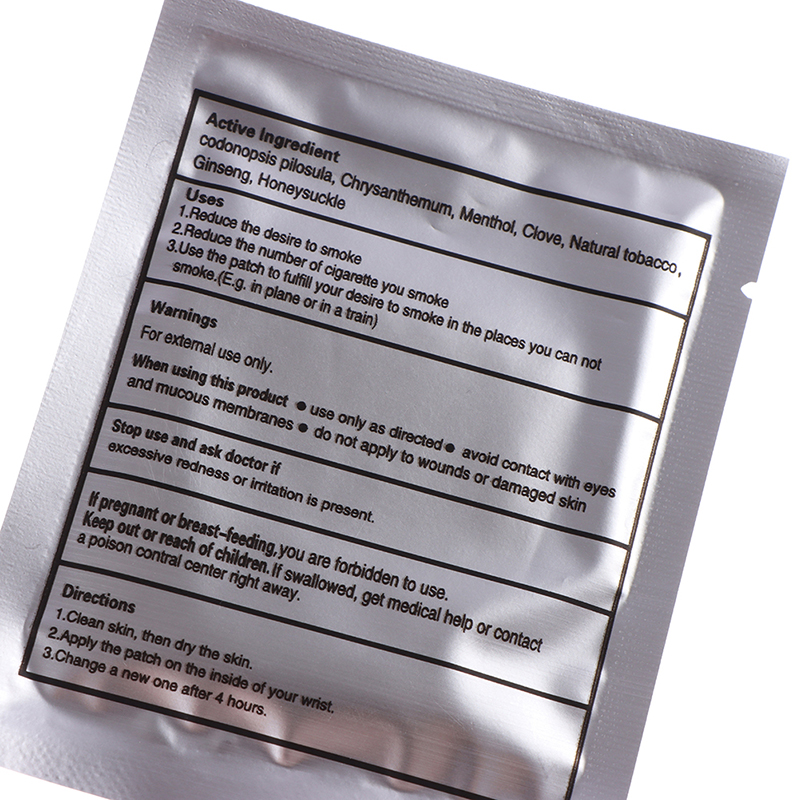 Active Ingredient
codonopsis pilosula, Chrysanthemum, Menthol, Clove, Natural tobacco,
Ginseng, Honeysuckle
Uses
1.Reduce the desire to smoke
2.Reduce the number of cigarette you smoke
3.Use the patch to fulfill your desire to smoke in the places you can not
smoke.(E.g. in plane or in a train)
Warnings
For external use only.
When using this product ● use only as directed ● avoid contact with eyes
and mucous membranes ● do not apply to wounds or damaged skin
Stop use and ask doctor if
excessive redness or irritation is present.
If pregnant or breast-feeding,you are forbidden to use.
Keep out or reach of children.If swallowed, get medical help or contact
a poison contral center right away.
Directions
1.Clean skin, then dry the skin.
2.Apply the patch on the inside of your wrist.
3.Change a new one after 4 hours.